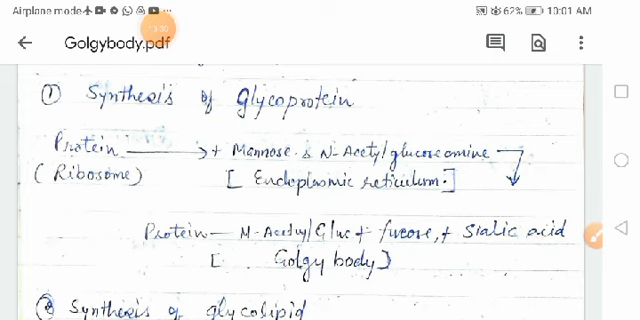 Airplane mode 62% 10:01 AM
Golgybody.pdf
① Synthesis of Glycoprotein
Protein → + Mannose & N-Acetylglucoseamine
(Ribosome) [Endoplasmic reticulum.]
Protein — N-Acetyl Gluc + fucose, + Sialic acid
[Golgy body]
② Synthesis of glycolipid